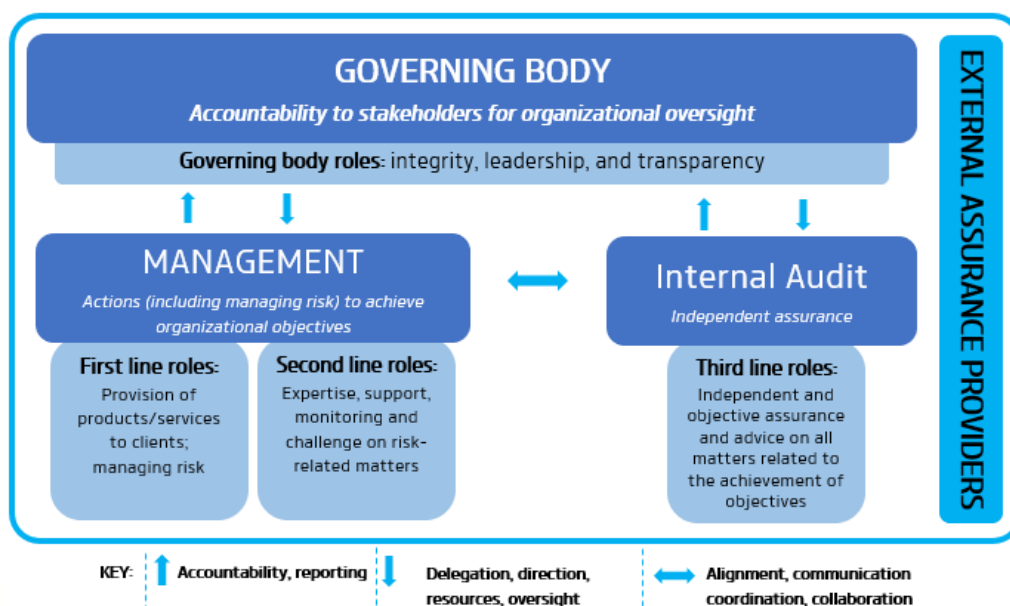 GOVERNING BODY
Accountability to stakeholders for organizational oversight
Governing body roles: integrity, leadership, and transparency
MANAGEMENT
Actions (including managing risk) to achieve
organizational objectives
First line roles:
Provision of
products/services
to clients;
managing risk
Second line roles:
Expertise, support,
monitoring and
challenge on risk-
related matters
Internal Audit
Independent assurance
Third line roles:
Independent and
objective assurance
and advice on all
matters related to
the achievement of
objectives
EXTERNAL ASSURANCE PROVIDERS
KEY:
Accountability, reporting
Delegation, direction,
resources, oversight
Alignment, communication
coordination, collaboration